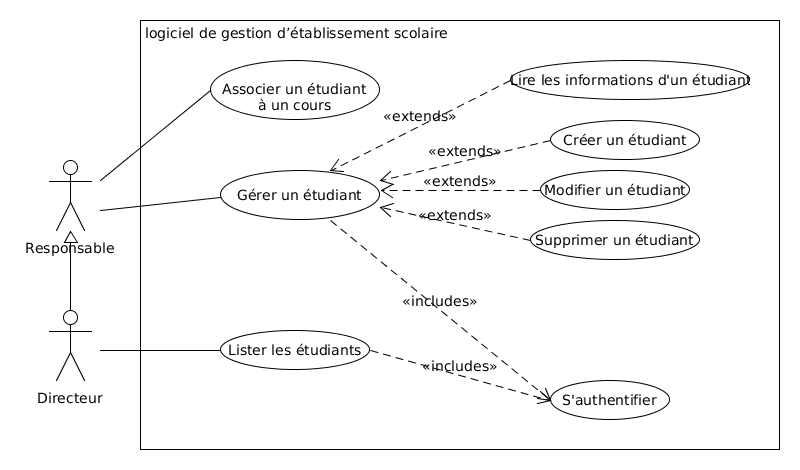 logiciel de gestion d’établissement scolaire
Lire les informations d'un étudiant
Associer un étudiant
à un cours
«extends»
Créer un étudiant
«extends»
Gérer un étudiant
«extends»
Modifier un étudiant
«extends»
Supprimer un étudiant
Responsable
«includes»
Lister les étudiants
«includes»
Directeur
S'authentifier